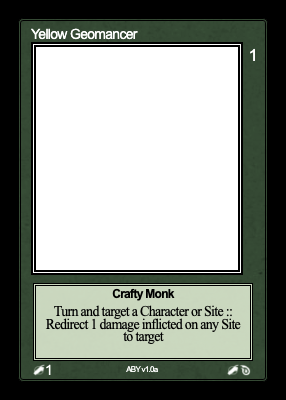 Yellow Geomancer
1
Crafty Monk
Turn and target a Character or Site ::
Redirect 1 damage inflicted on any Site
to target
1
ABY v1.0a